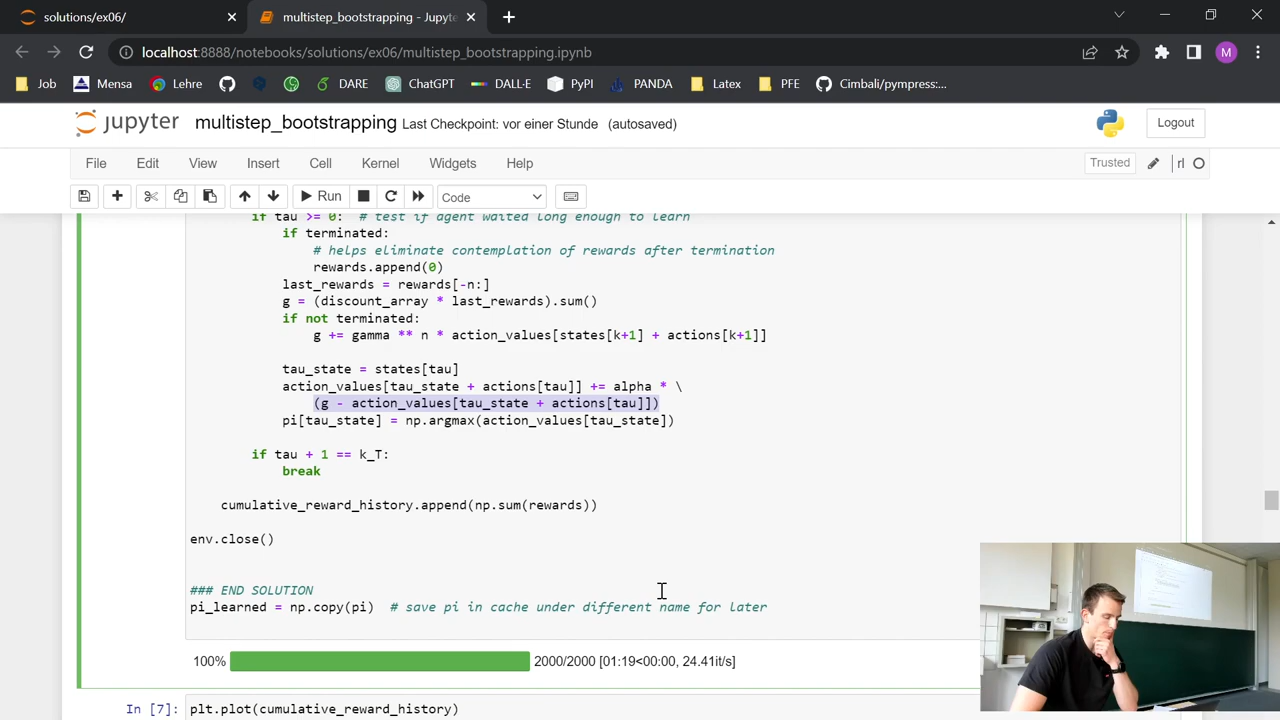 solutions/ex06/
multistep_bootstrapping - Jupyte
localhost:8888/notebooks/solutions/ex06/multistep_bootstrapping.ipynb
M
Job
Mensa
Lehre
DARE
ChatGPT
DALL-E
PyPI
PANDA
Latex
PFE
Cimbali/pympress:...
jupyter
multistep_bootstrapping Last Checkpoint: vor einer Stunde (autosaved)
Logout
File Edit View Insert Cell Kernel Widgets Help
Trusted
rl
Run
Code
if tau >= 0:  # test if agent waited long enough to learn
if terminated:
# helps eliminate contemplation of rewards after termination
rewards.append(0)
last_rewards = rewards[-n:]
g = (discount_array * last_rewards).sum()
if not terminated:
g += gamma ** n * action_values[states[k+1] + actions[k+1]]
tau_state = states[tau]
action_values[tau_state + actions[tau]] += alpha * \
(g - action_values[tau_state + actions[tau]])
pi[tau_state] = np.argmax(action_values[tau_state])
if tau + 1 == k_T:
break
cumulative_reward_history.append(np.sum(rewards))
env.close()
### END SOLUTION
pi_learned = np.copy(pi)  # save pi in cache under different name for later
100%
2000/2000 [01:19<00:00, 24.41it/s]
In [7]: plt.plot(cumulative_reward_history)